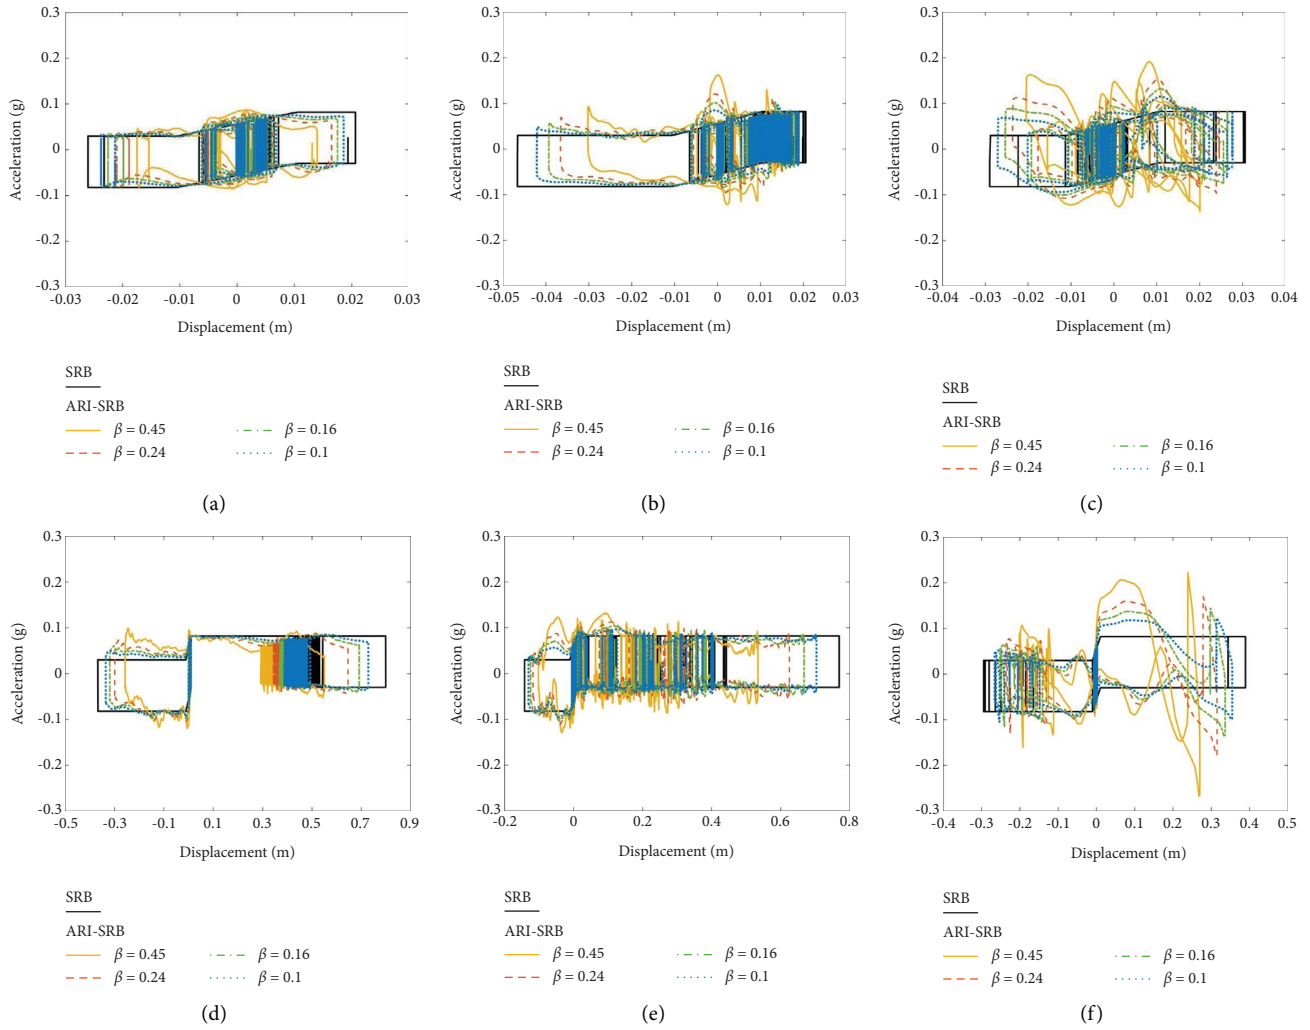 0.3
0.2
0.1
0
-0.1
-0.2
-0.3
Acceleration (g)
-0.03 -0.02 -0.01 0 0.01 0.02 0.03
Displacement (m)
SRB
ARI-SRB
β = 0.45 β = 0.16
β = 0.24 β = 0.1
(a)
0.3
0.2
0.1
0
-0.1
-0.2
-0.3
Acceleration (g)
-0.05 -0.04 -0.03 -0.02 -0.01 0 0.01 0.02 0.03
Displacement (m)
SRB
ARI-SRB
β = 0.45 β = 0.16
β = 0.24 β = 0.1
(b)
0.3
0.2
0.1
0
-0.1
-0.2
-0.3
Acceleration (g)
-0.04 -0.03 -0.02 -0.01 0 0.01 0.02 0.03 0.04
Displacement (m)
SRB
ARI-SRB
β = 0.45 β = 0.16
β = 0.24 β = 0.1
(c)
0.3
0.2
0.1
0
-0.1
-0.2
-0.3
Acceleration (g)
-0.5 -0.3 -0.1 0.1 0.3 0.5 0.7 0.9
Displacement (m)
SRB
ARI-SRB
β = 0.45 β = 0.16
β = 0.24 β = 0.1
(d)
0.3
0.2
0.1
0
-0.1
-0.2
-0.3
Acceleration (g)
-0.2 0 0.2 0.4 0.6 0.8
Displacement (m)
SRB
ARI-SRB
β = 0.45 β = 0.16
β = 0.24 β = 0.1
(e)
0.3
0.2
0.1
0
-0.1
-0.2
-0.3
Acceleration (g)
-0.4 -0.3 -0.2 -0.1 0 0.1 0.2 0.3 0.4 0.5
Displacement (m)
SRB
ARI-SRB
β = 0.45 β = 0.16
β = 0.24 β = 0.1
(f)